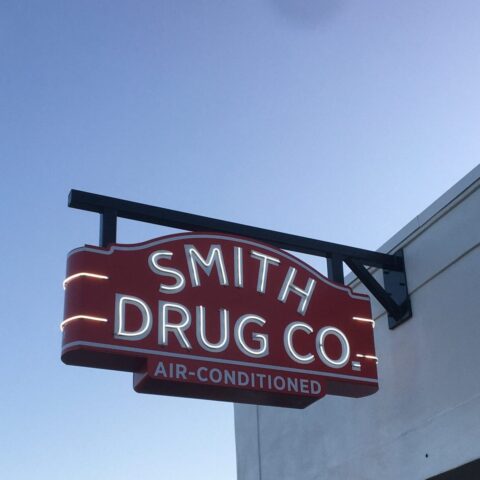 SMITH
DRUG CO.
AIR-CONDITIONED